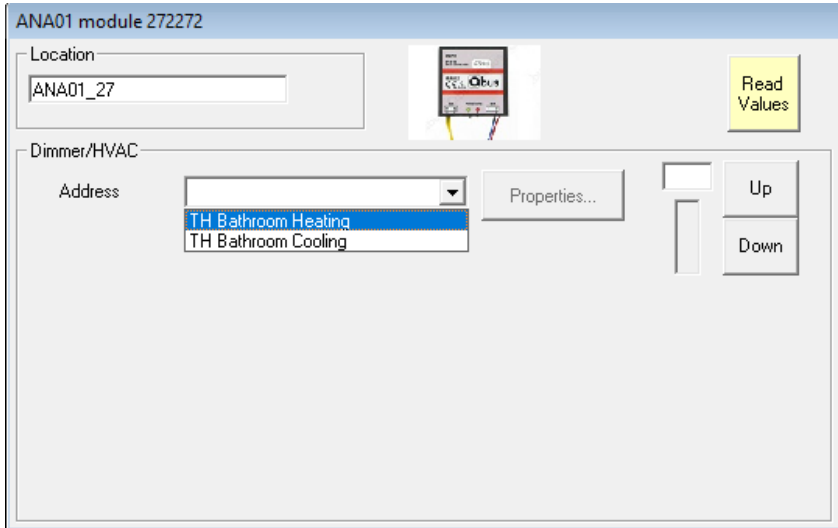 ANA01 module 272272
Location
ANA01_27
Qbus
Read
Values
Dimmer/HVAC
Address
Properties...
Up
TH Bathroom Heating
TH Bathroom Cooling
Down